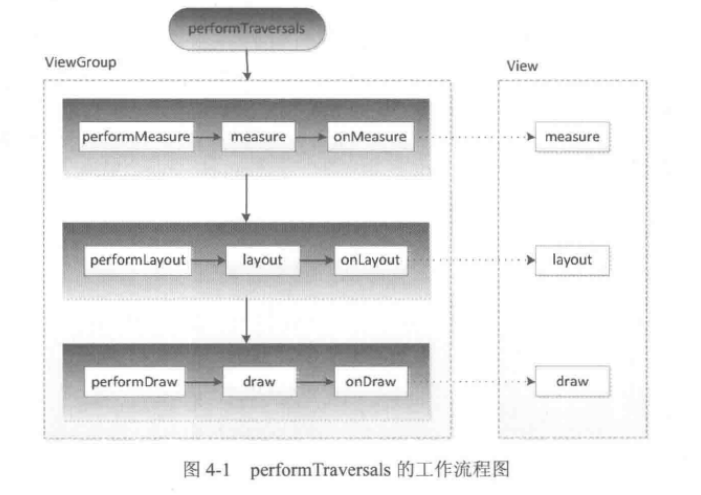 performTraversals
ViewGroup
View
performMeasure
measure
onMeasure
measure
performLayout
layout
onLayout
layout
performDraw
draw
onDraw
draw
图 4-1 performTraversals 的工作流程图